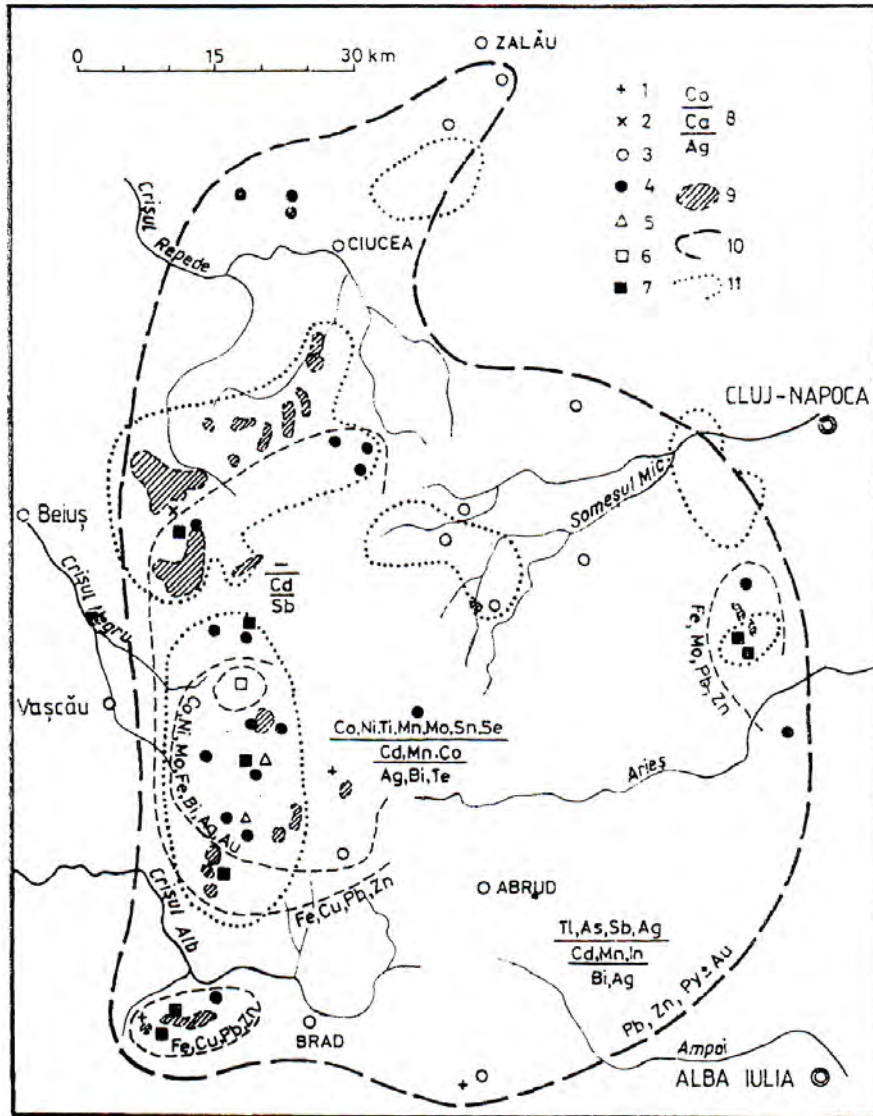 ZALĂU
0 15 30 km
1
2
3
4
5
6
7
Co
Ca
Ag
8
9
10
11
Crişul
Repede
CIUCEA
CLUJ-NAPOCA
Someşul Mic
Beiuş
Crişul Negru
—
Cd
Sb
Fe, Mo, Pb, Zn
Vaşcău
Co, Ni, Mo, Fe, Bi, Ag, Au
Co,Ni,Ti,Mn,Mo,Sn,Se
Cd,Mn,Co
Ag,Bi,Te
Arieş
Fe,Cu,Pb,Zn
Crişul Alb
ABRUD
Tl,As,Sb,Ag
Cd,Mn,In
Bi,Ag
Pb, Zn, Py ± Au
Fe,Cu,Pb,Zn
BRAD
Ampoi
ALBA IULIA